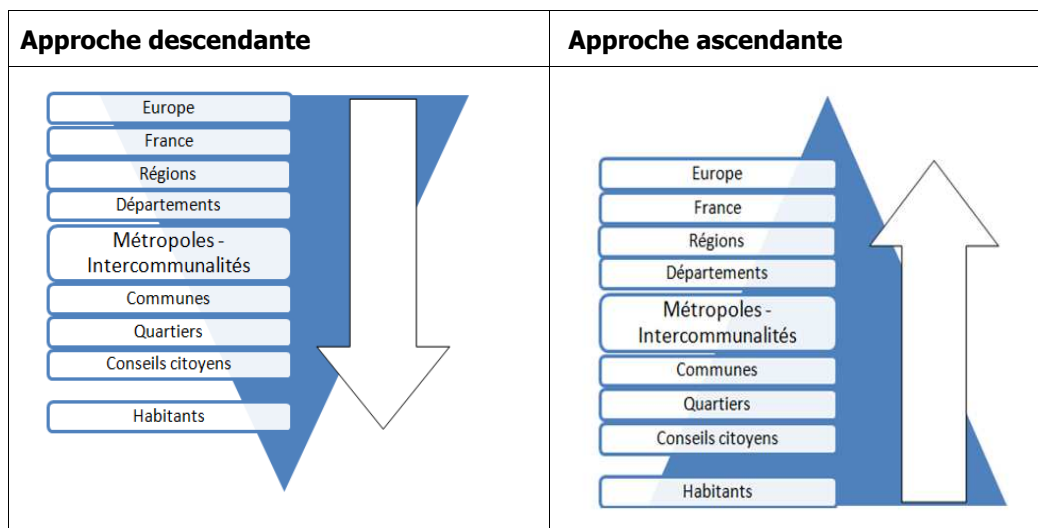 Approche descendante
Europe
France
Régions
Départements
Métropoles -
Intercommunalités
Communes
Quartiers
Conseils citoyens
Habitants
Approche ascendante
Europe
France
Régions
Départements
Métropoles -
Intercommunalités
Communes
Quartiers
Conseils citoyens
Habitants